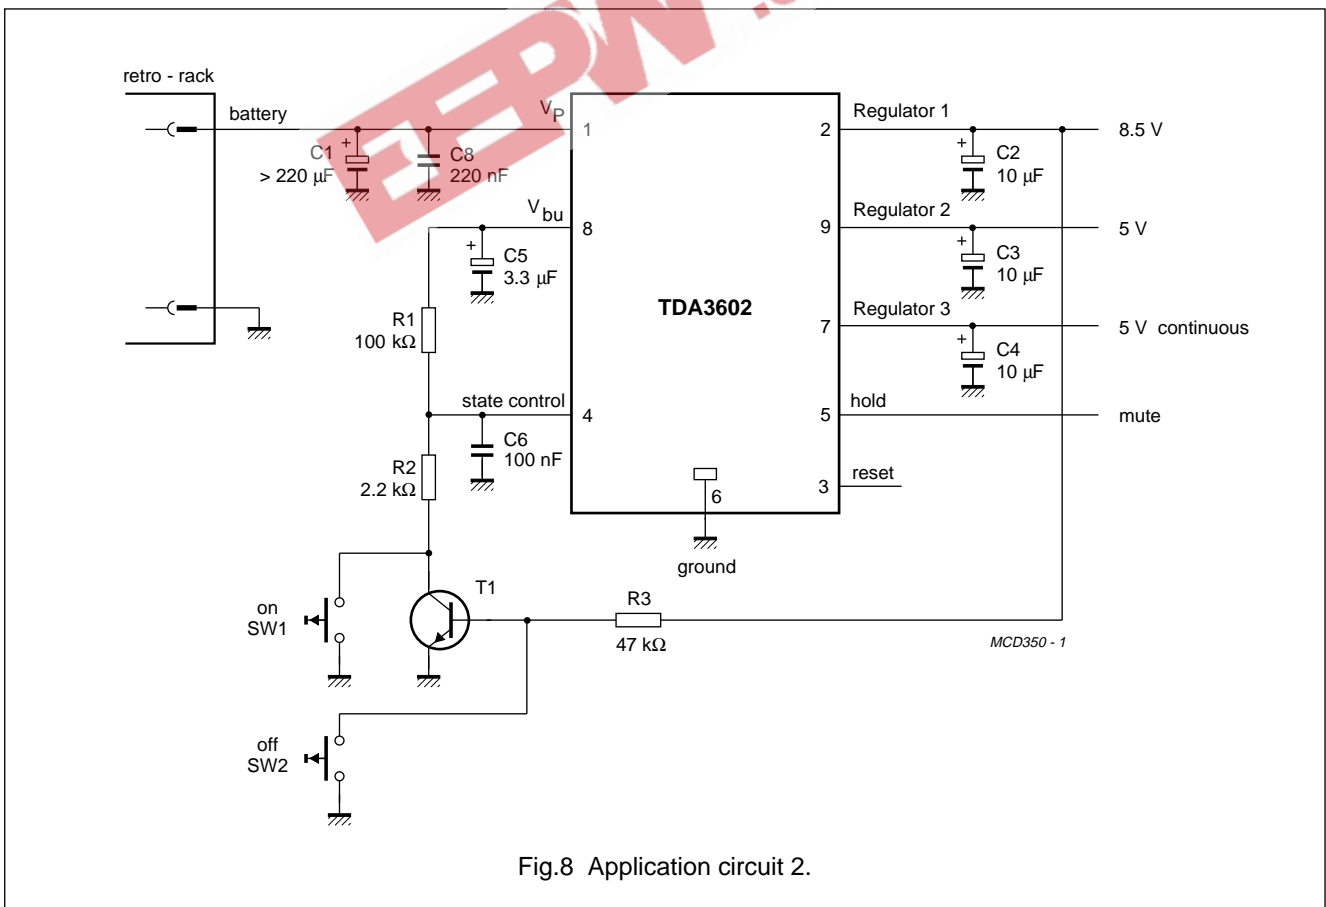 EEPW
retro - rack
battery
V P
1
C1
> 220 µF
C8
220 nF
V bu
8
C5
3.3 µF
R1
100 kΩ
state control
4
C6
100 nF
R2
2.2 kΩ
TDA3602
6
ground
2
Regulator 1
8.5 V
C2
10 µF
9
Regulator 2
5 V
C3
10 µF
7
Regulator 3
5 V continuous
C4
10 µF
5
hold
mute
3
reset
on
SW1
T1
R3
47 kΩ
MCD350 - 1
off
SW2
Fig.8 Application circuit 2.